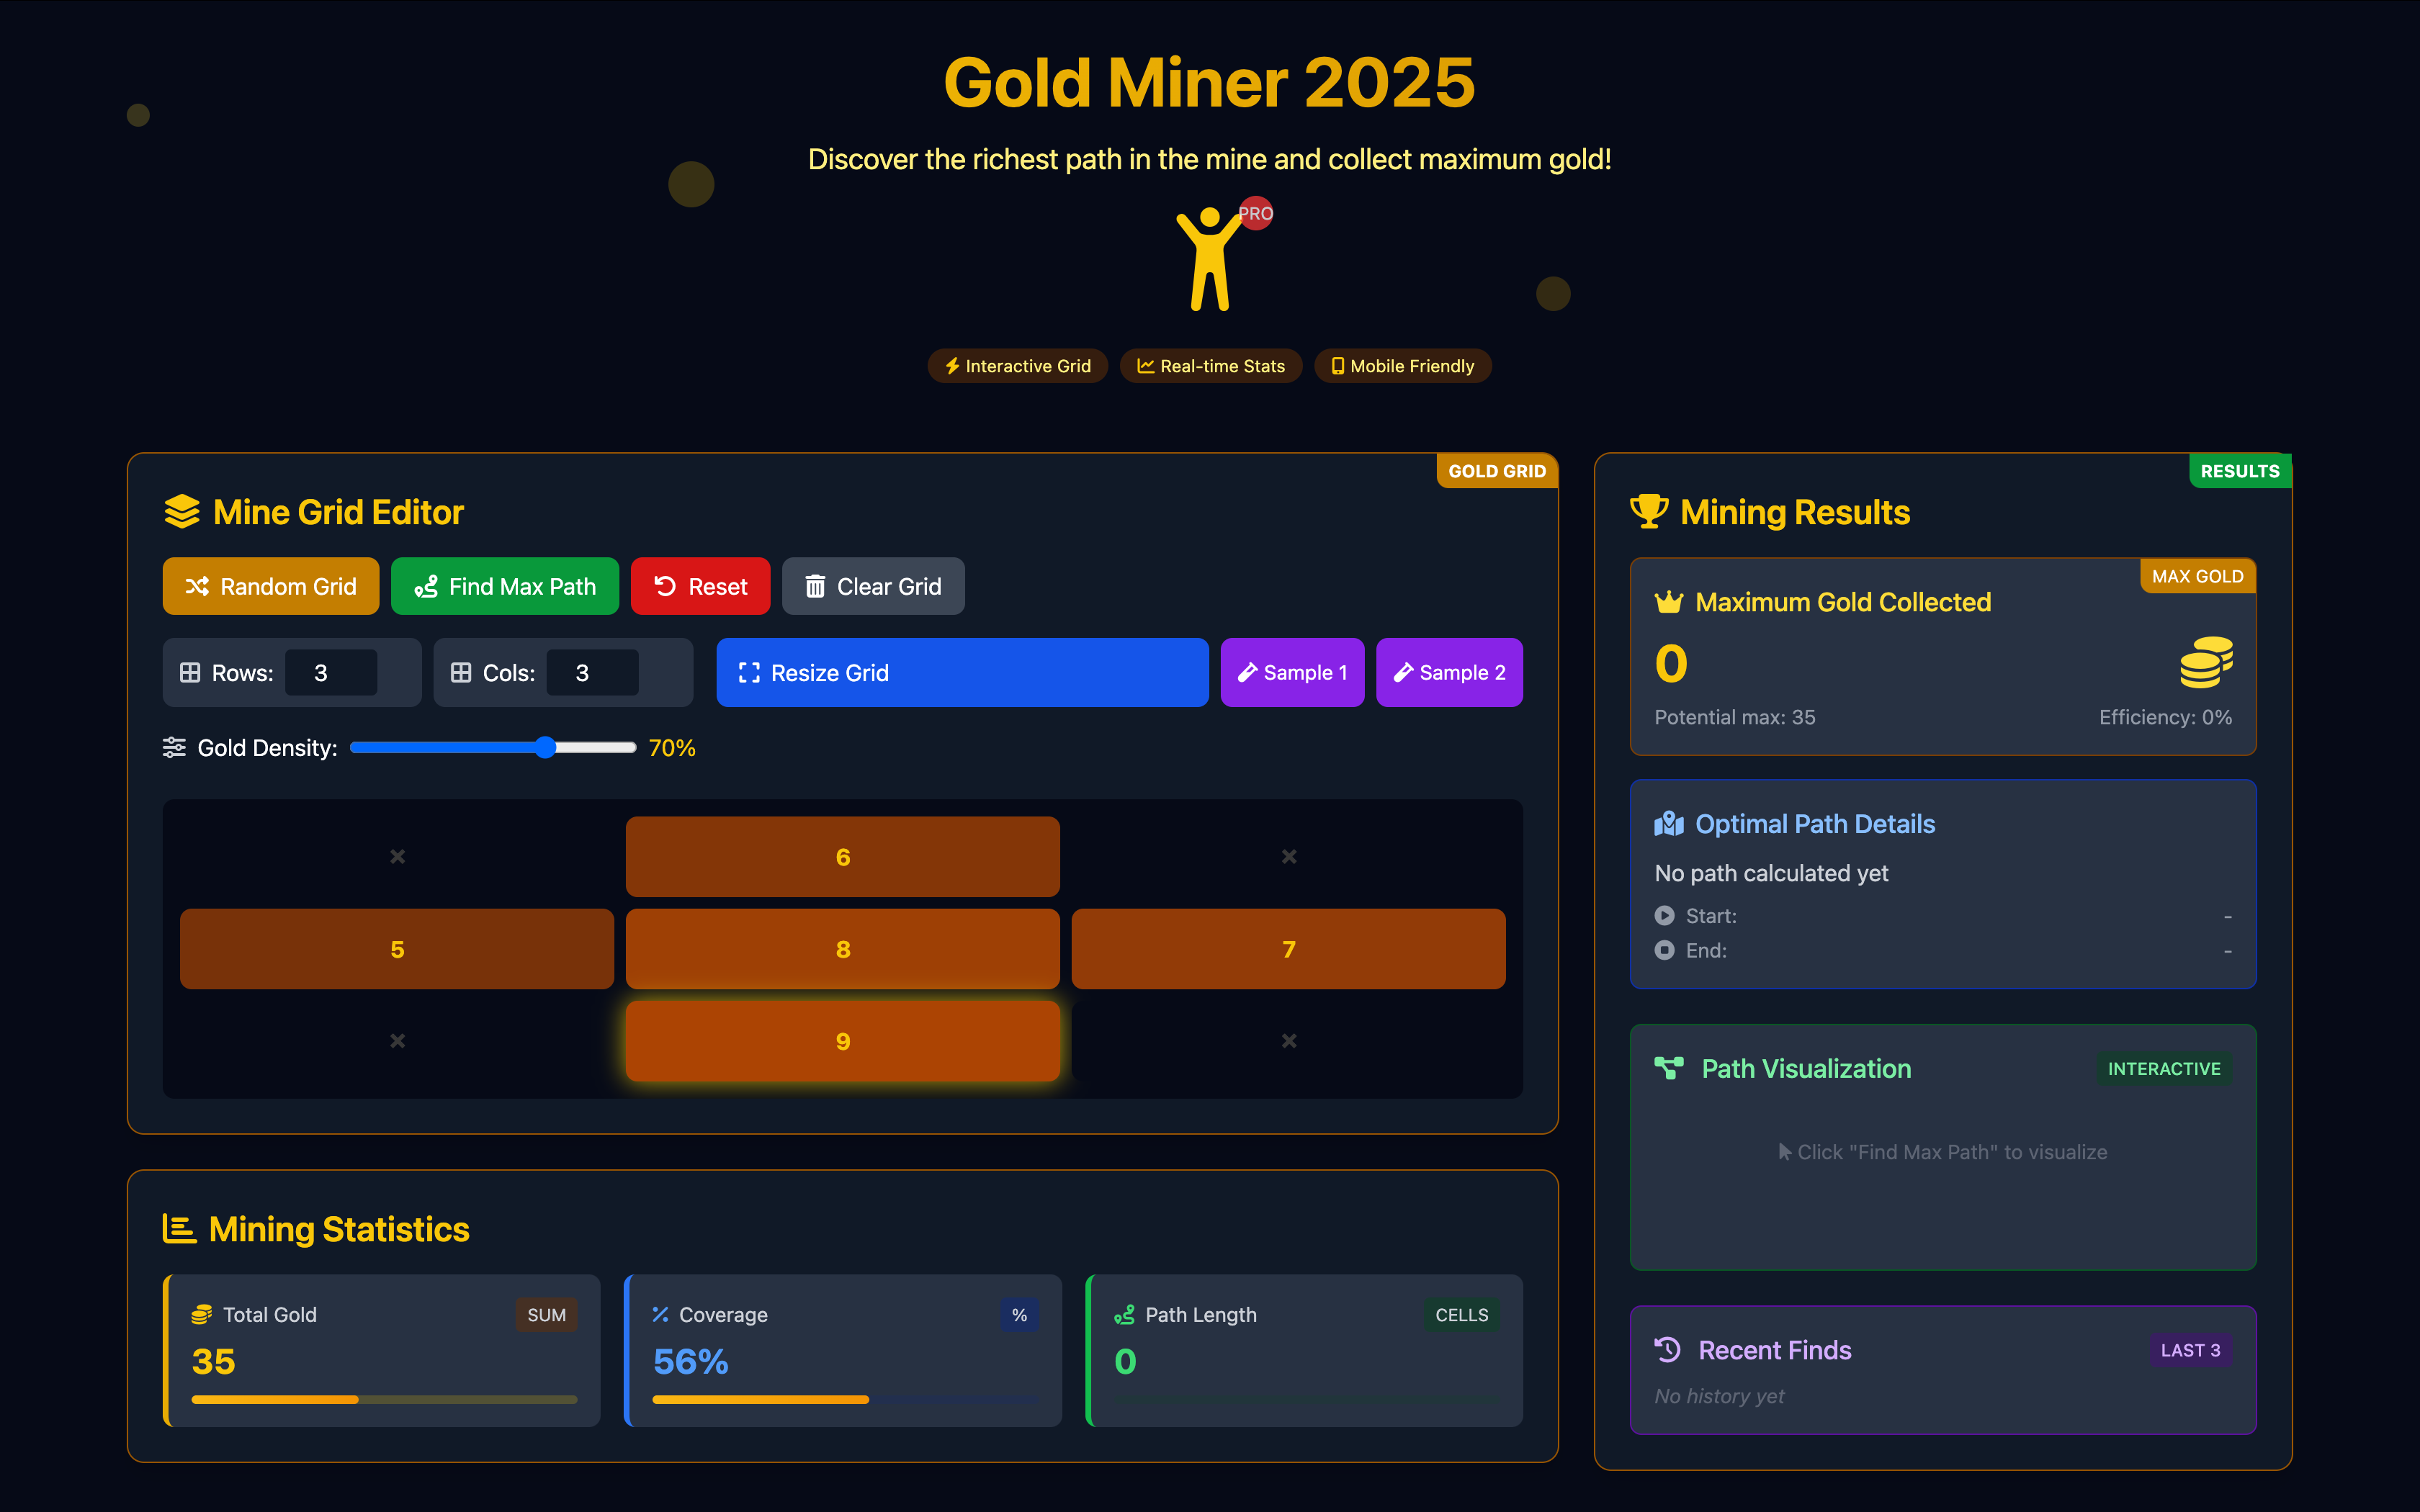 Gold Miner 2025
Discover the richest path in the mine and collect maximum gold!
PRO
Interactive Grid
Real-time Stats
Mobile Friendly
GOLD GRID
Mine Grid Editor
Random Grid
Find Max Path
Reset
Clear Grid
Rows: 3
Cols: 3
Resize Grid
Sample 1
Sample 2
Gold Density: 70%
6
5 8 7
9
Mining Statistics
Total Gold SUM
35
Coverage %
56%
Path Length CELLS
0
RESULTS
Mining Results
MAX GOLD
Maximum Gold Collected
0
Potential max: 35 Efficiency: 0%
Optimal Path Details
No path calculated yet
Start: -
End: -
Path Visualization INTERACTIVE
Click "Find Max Path" to visualize
Recent Finds LAST 3
No history yet